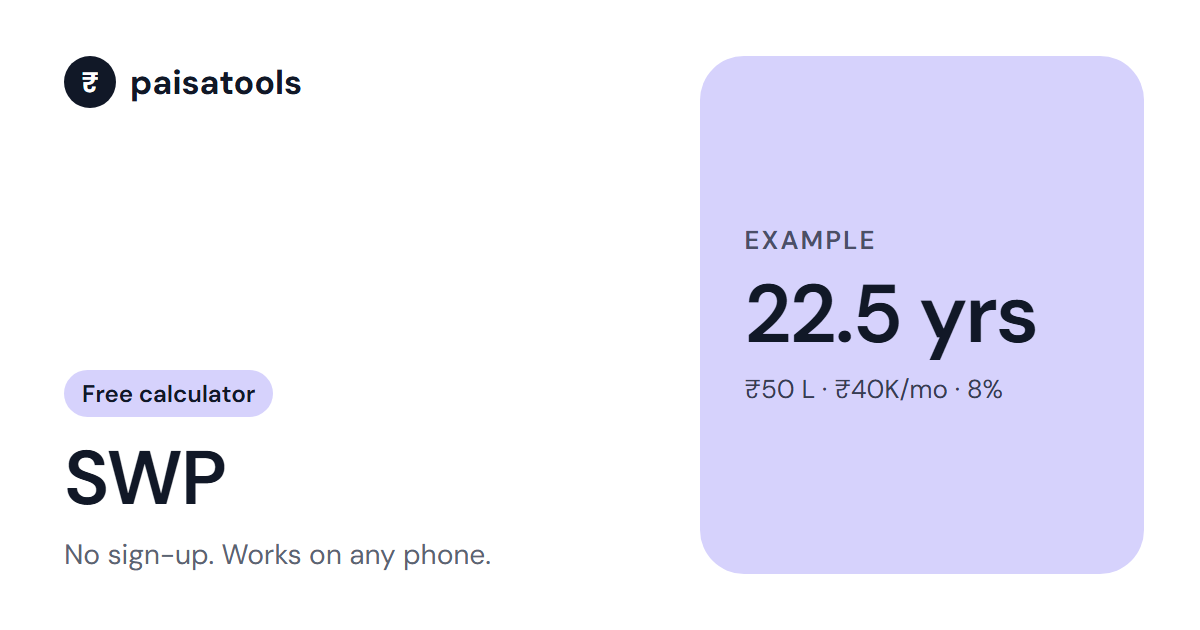 ₹ paisatools
Free calculator
SWP
No sign-up. Works on any phone.
EXAMPLE
22.5 yrs
₹50 L · ₹40K/mo · 8%